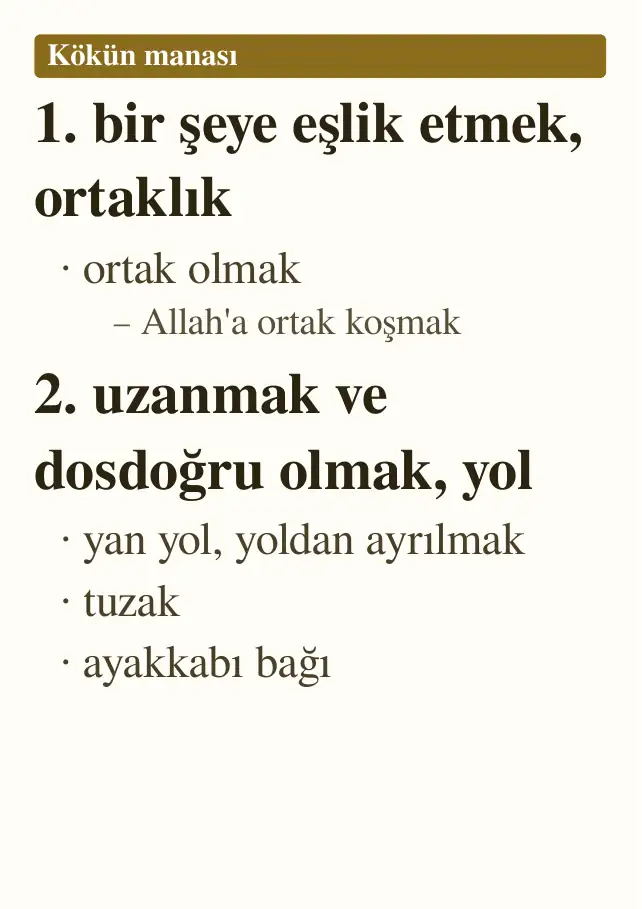 Kökün manası
1. bir şeye eşlik etmek,
ortaklık
· ortak olmak
– Allah'a ortak koşmak
2. uzanmak ve
dosdoğru olmak, yol
· yan yol, yoldan ayrılmak
· tuzak
· ayakkabı bağı